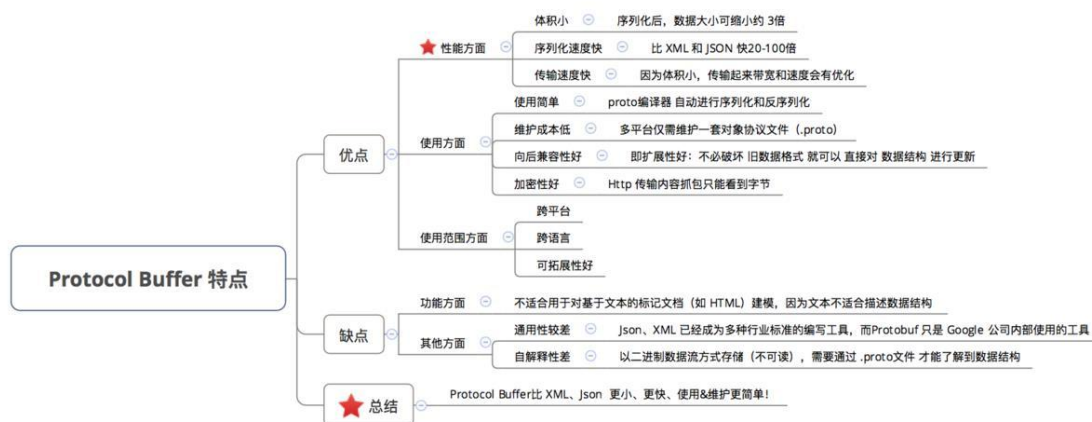 Protocol Buffer 特点
优点
性能方面
体积小
序列化后，数据大小可缩小约 3倍
序列化速度快
比 XML 和 JSON 快20-100倍
传输速度快
因为体积小，传输起来带宽和速度会有优化
使用方面
使用简单
proto编译器 自动进行序列化和反序列化
维护成本低
多平台仅需维护一套对象协议文件（.proto）
向后兼容性好
即扩展性好：不必破坏 旧数据格式 就可以 直接对 数据结构 进行更新
加密性好
Http 传输内容抓包只能看到字节
使用范围方面
跨平台
跨语言
可拓展性好
缺点
功能方面
不适合用于对基于文本的标记文档（如 HTML）建模，因为文本不适合描述数据结构
其他方面
通用性较差
Json、XML 已经成为多种行业标准的编写工具，而Protobuf 只是 Google 公司内部使用的工具
自解释性差
以二进制数据流方式存储（不可读），需要通过 .proto文件 才能了解到数据结构
总结
Protocol Buffer比 XML、Json 更小、更快、使用&维护更简单！